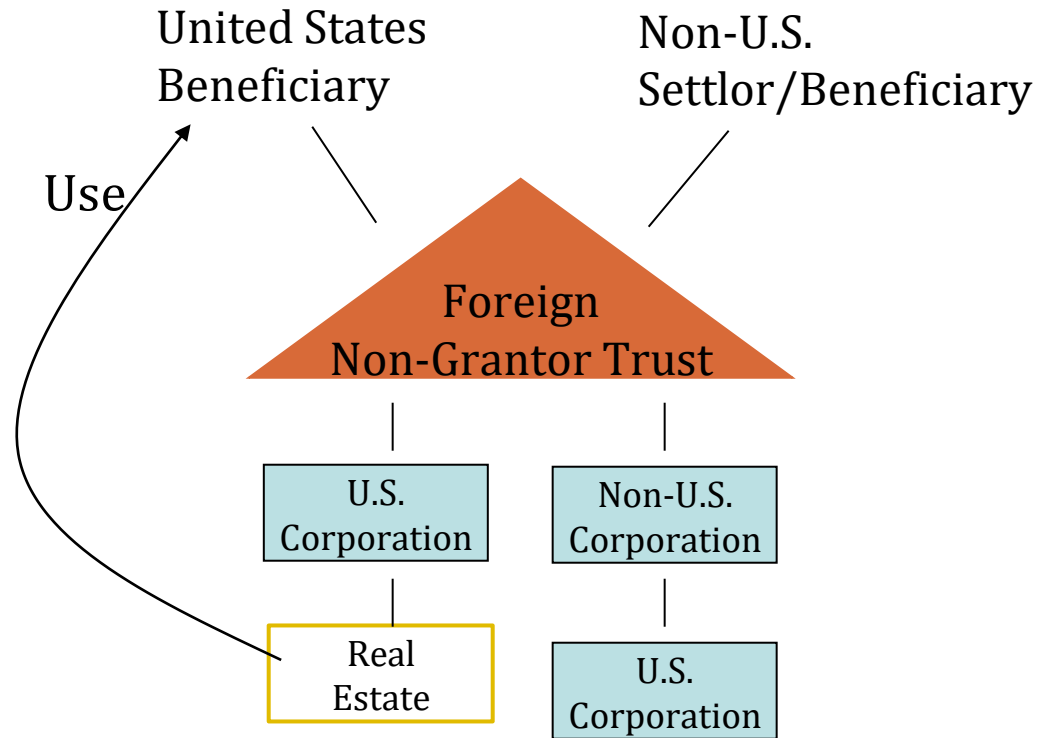 United States
Beneficiary
Non-U.S.
Settlor/Beneficiary
Use
Foreign
Non-Grantor Trust
U.S.
Corporation
Non-U.S.
Corporation
Real
Estate
U.S.
Corporation